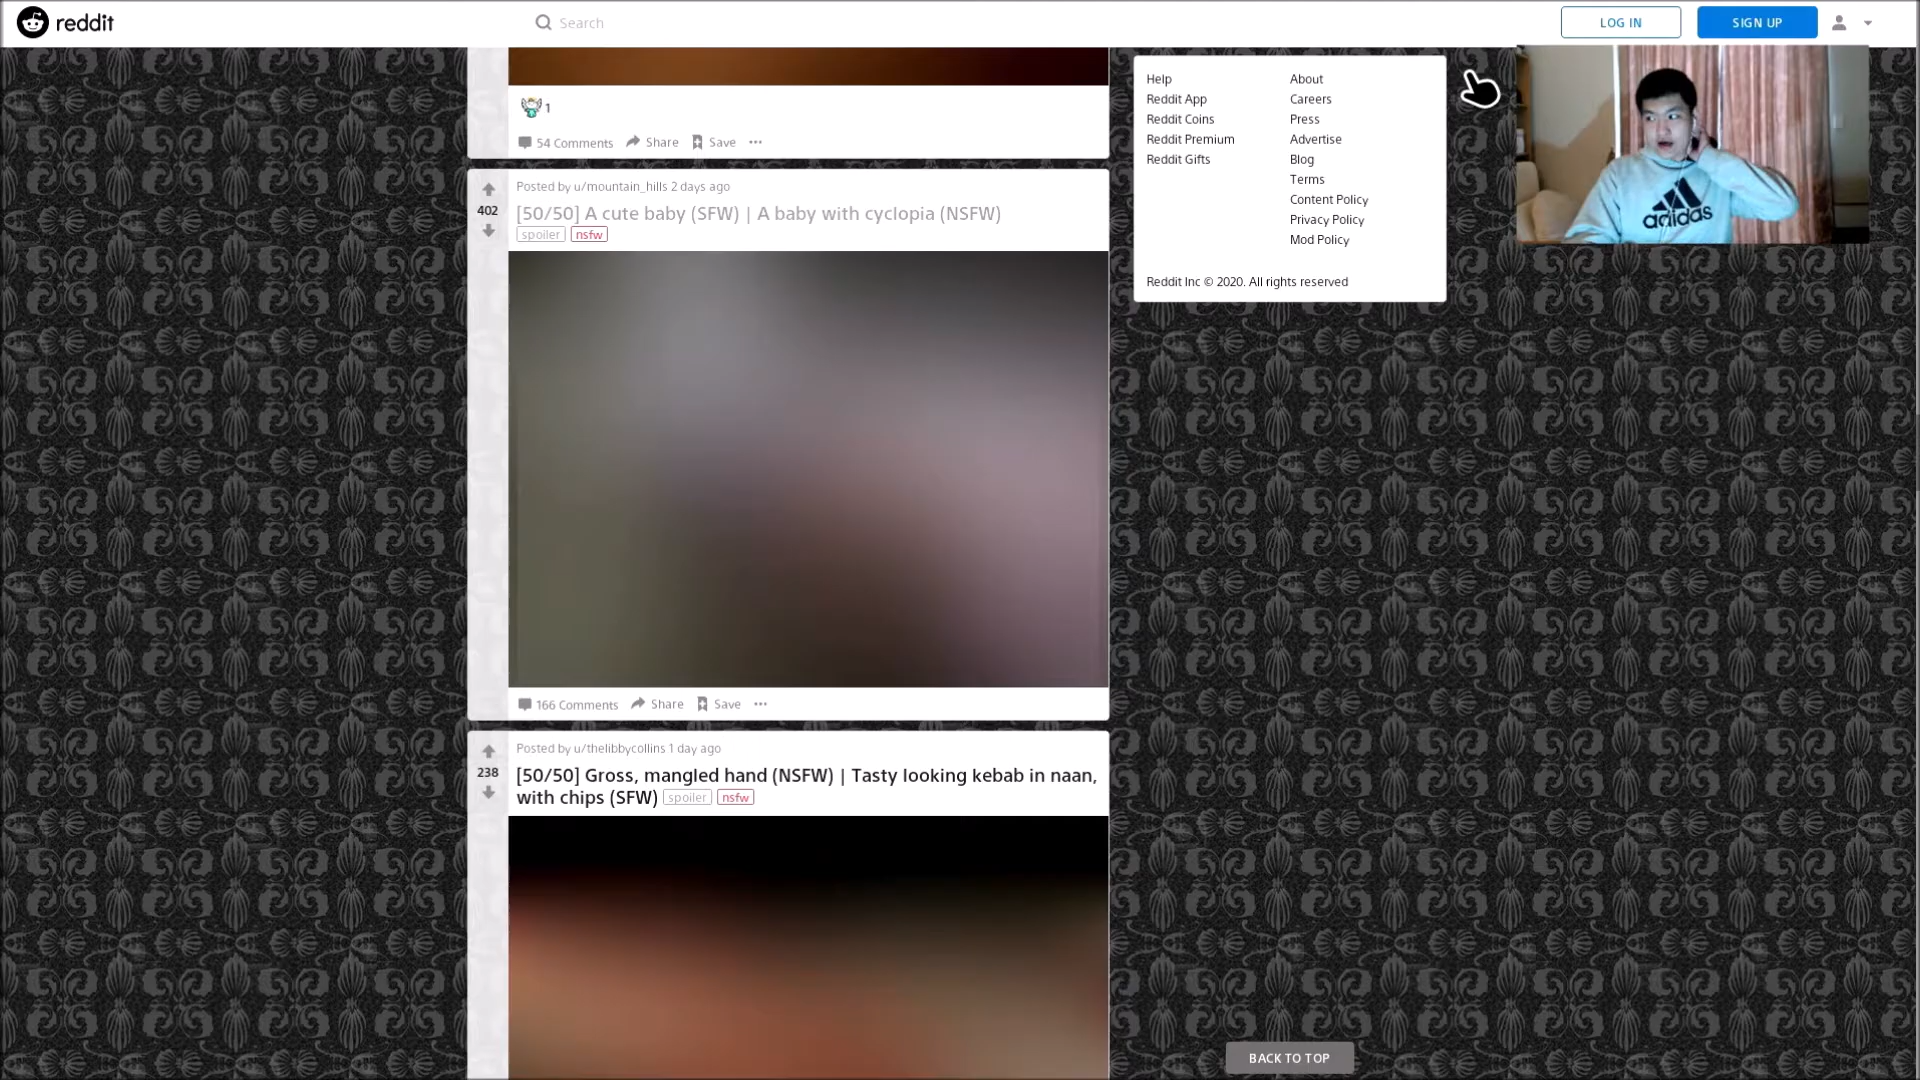 reddit
Search
LOG IN
SIGN UP
1
54 Comments
Share
Save
Posted by u/mountain_hills 2 days ago
402
[50/50] A cute baby (SFW) | A baby with cyclopia (NSFW)
spoiler
nsfw
166 Comments
Share
Save
Posted by u/thelibbycollins 1 day ago
238
[50/50] Gross, mangled hand (NSFW) | Tasty looking kebab in naan,
with chips (SFW) spoiler nsfw
Help
Reddit App
Reddit Coins
Reddit Premium
Reddit Gifts
About
Careers
Press
Advertise
Blog
Terms
Content Policy
Privacy Policy
Mod Policy
Reddit Inc © 2020. All rights reserved
adidas
BACK TO TOP